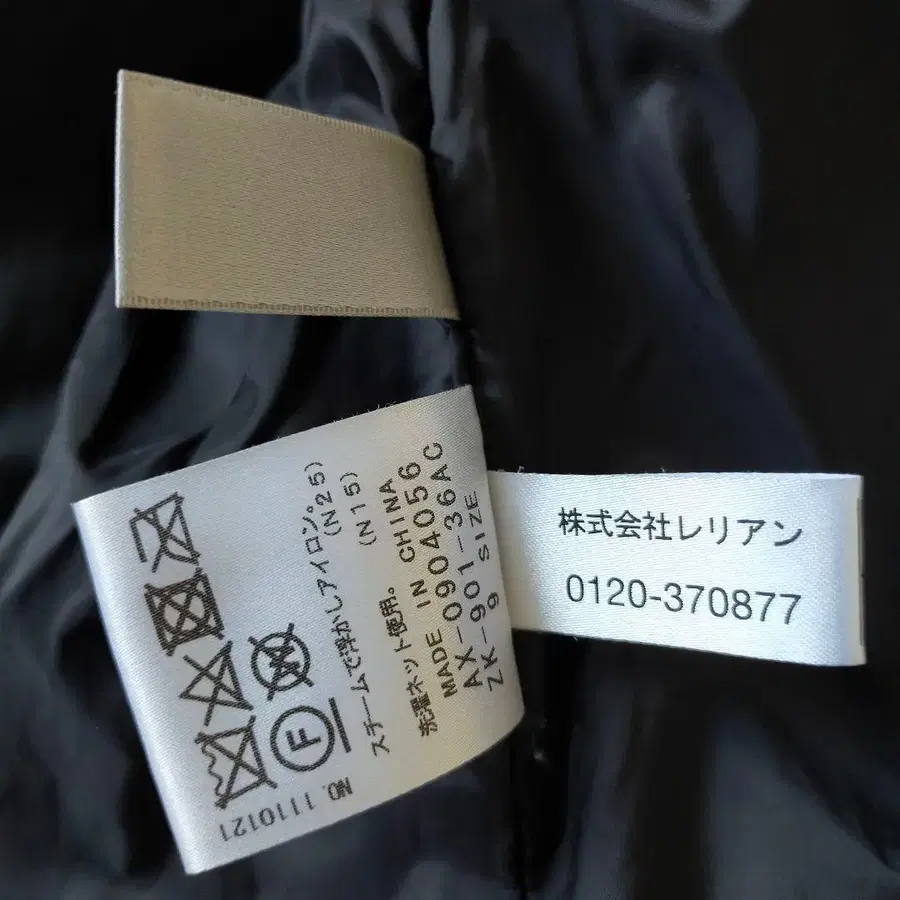 NO. 1110121
F
W
スチームで浮かしアイロン。(N25)
(N15)
洗濯ネット使用。
MADE IN CHINA
AX-0904056
ZK-901-36AC
9 SIZE
株式会社レリアン
0120-370877